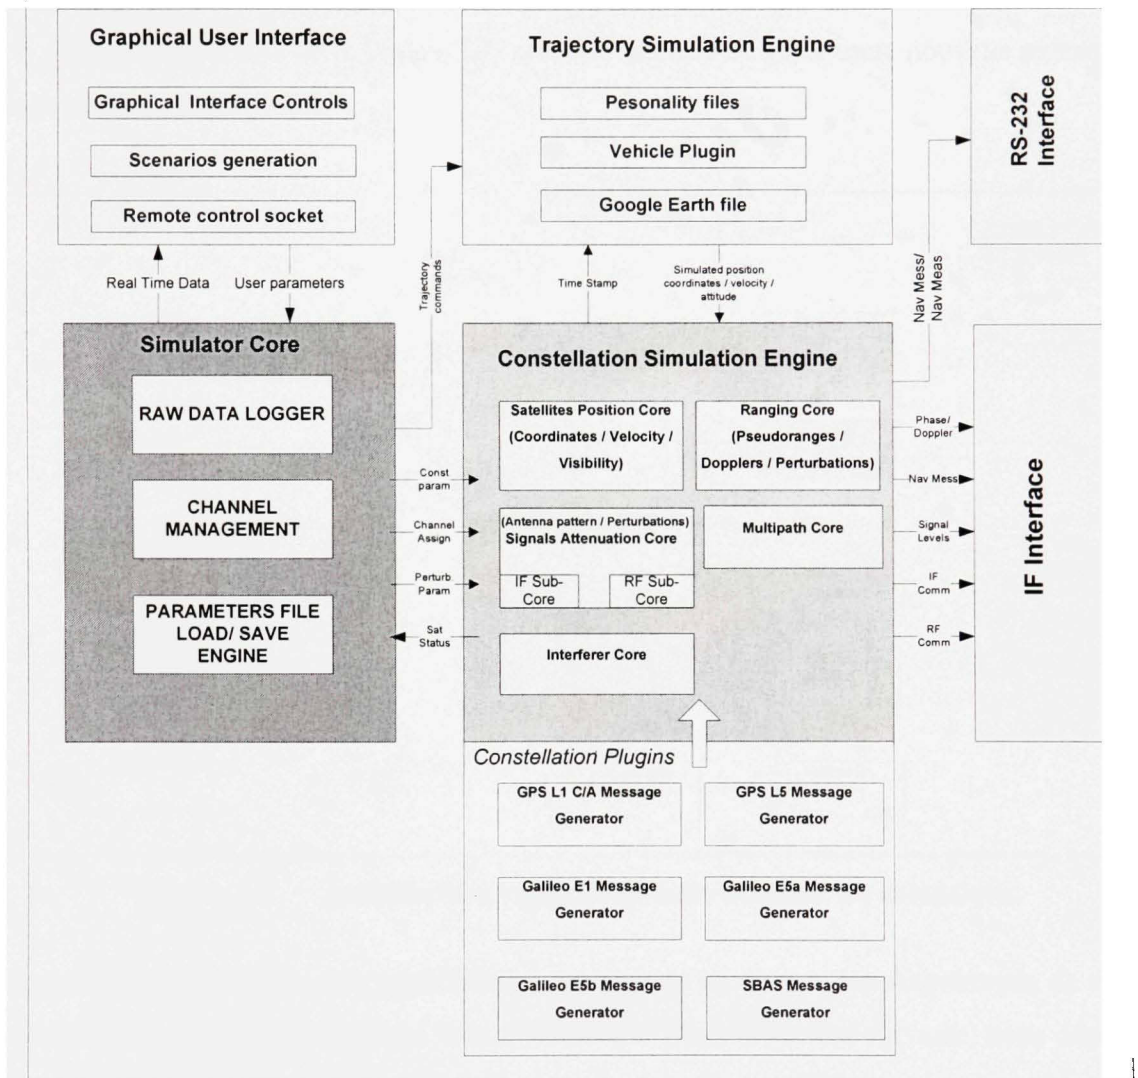 Graphical User Interface
Graphical Interface Controls
Scenarios generation
Remote control socket
Trajectory Simulation Engine
Pesonality files
Vehicle Plugin
Google Earth file
RS-232
Interface
Real Time Data
User parameters
Trajectory
commands
Time Stamp
Simulated position
coordinates / velocity /
attitude
Nav Mess/
Nav Meas
Simulator Core
RAW DATA LOGGER
CHANNEL
MANAGEMENT
PARAMETERS FILE
LOAD/ SAVE
ENGINE
Const
param
Channel
Assign
Perturb
Param
Sat
Status
Constellation Simulation Engine
Satellites Position Core
(Coordinates / Velocity /
Visibility)
Ranging Core
(Pseudoranges /
Dopplers / Perturbations)
(Antenna pattern / Perturbations)
Signals Attenuation Core
IF Sub-
Core
RF Sub-
Core
Multipath Core
Interferer Core
Phase/
Doppler
Nav Mess
Signal
Levels
IF
Comm
RF
Comm
IF Interface
Constellation Plugins
GPS L1 C/A Message
Generator
GPS L5 Message
Generator
Galileo E1 Message
Generator
Galileo E5a Message
Generator
Galileo E5b Message
Generator
SBAS Message
Generator